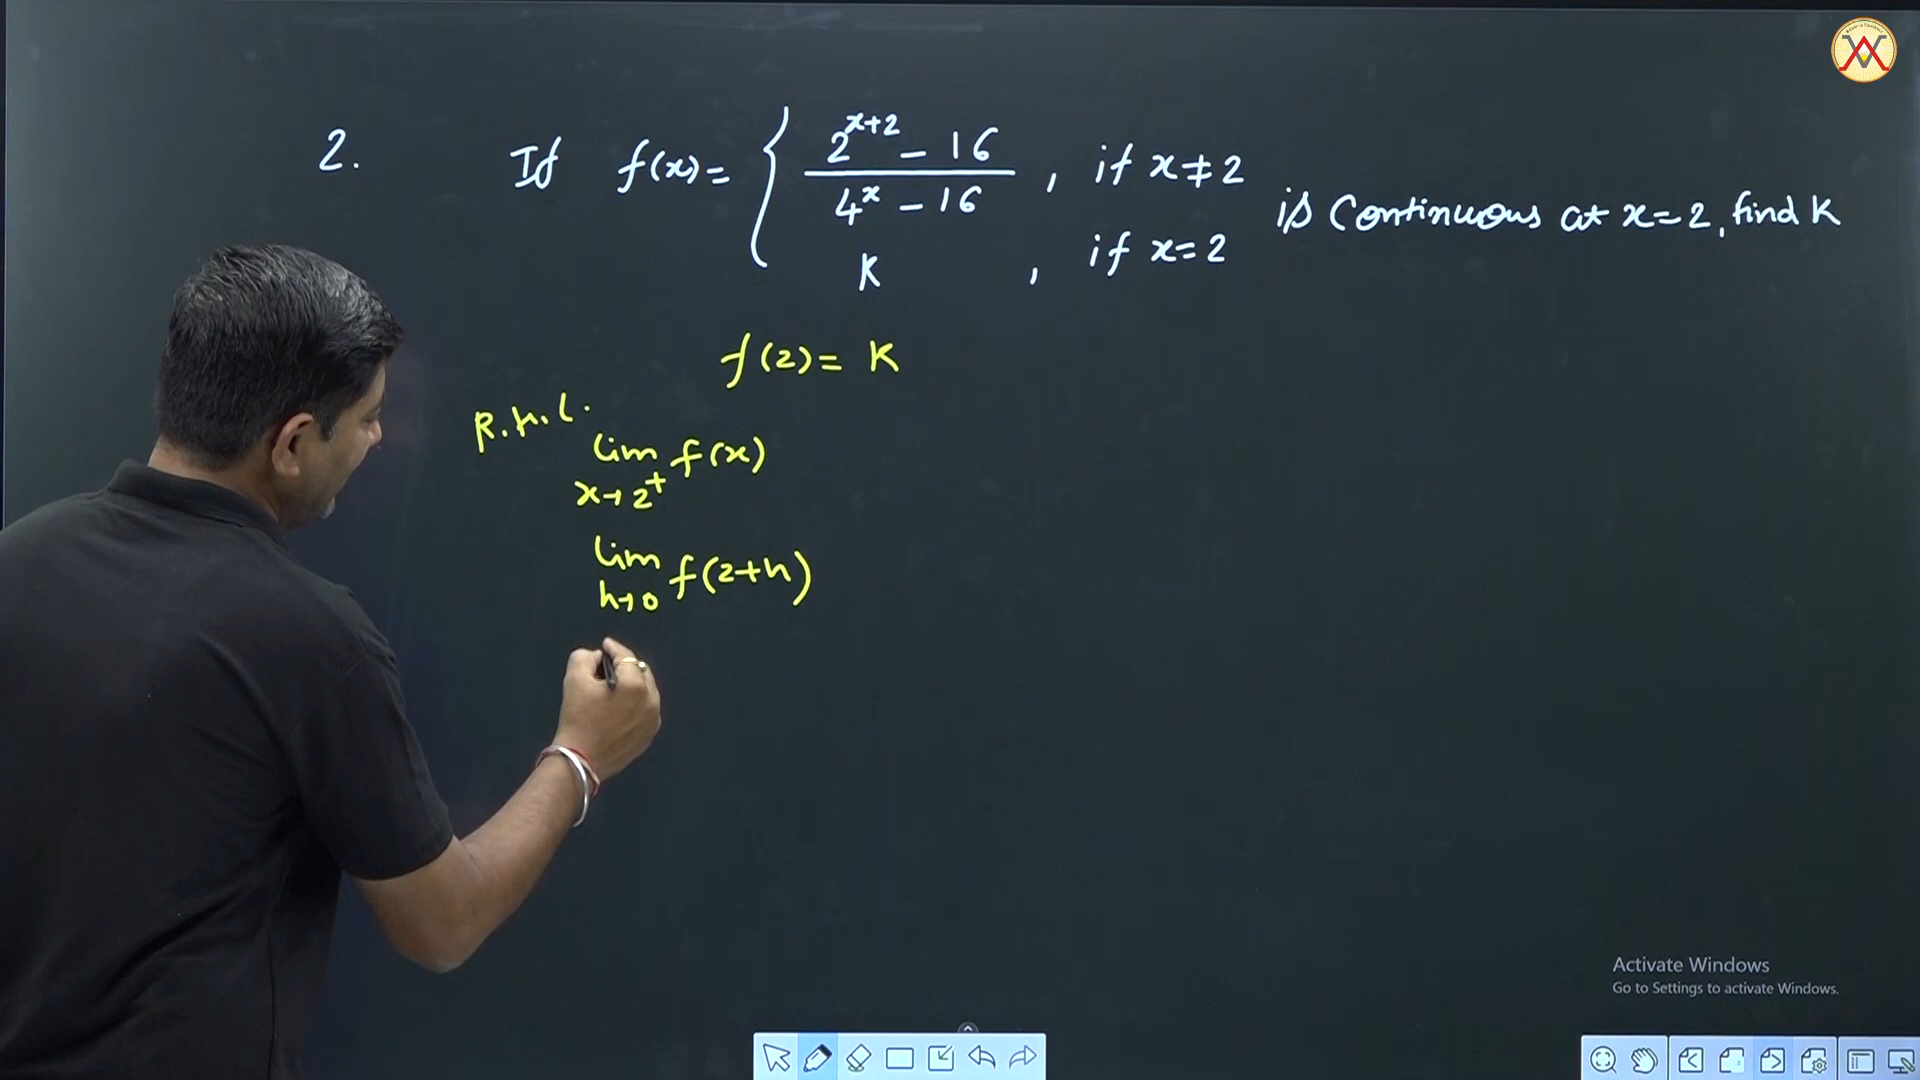 2. If f(x) = { (2^(x+2) - 16)/(4^x - 16) , if x ≠ 2
K , if x = 2
is Continuous at x = 2, find K
f(2) = K
R.H.L.
lim f(x)
x→2⁺
lim f(2+h)
h→0
Activate Windows
Go to Settings to activate Windows.